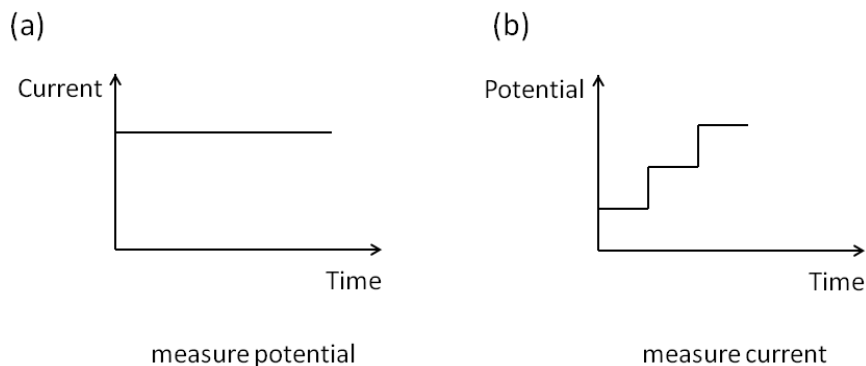 (a)
Current
Time
measure potential
(b)
Potential
Time
measure current